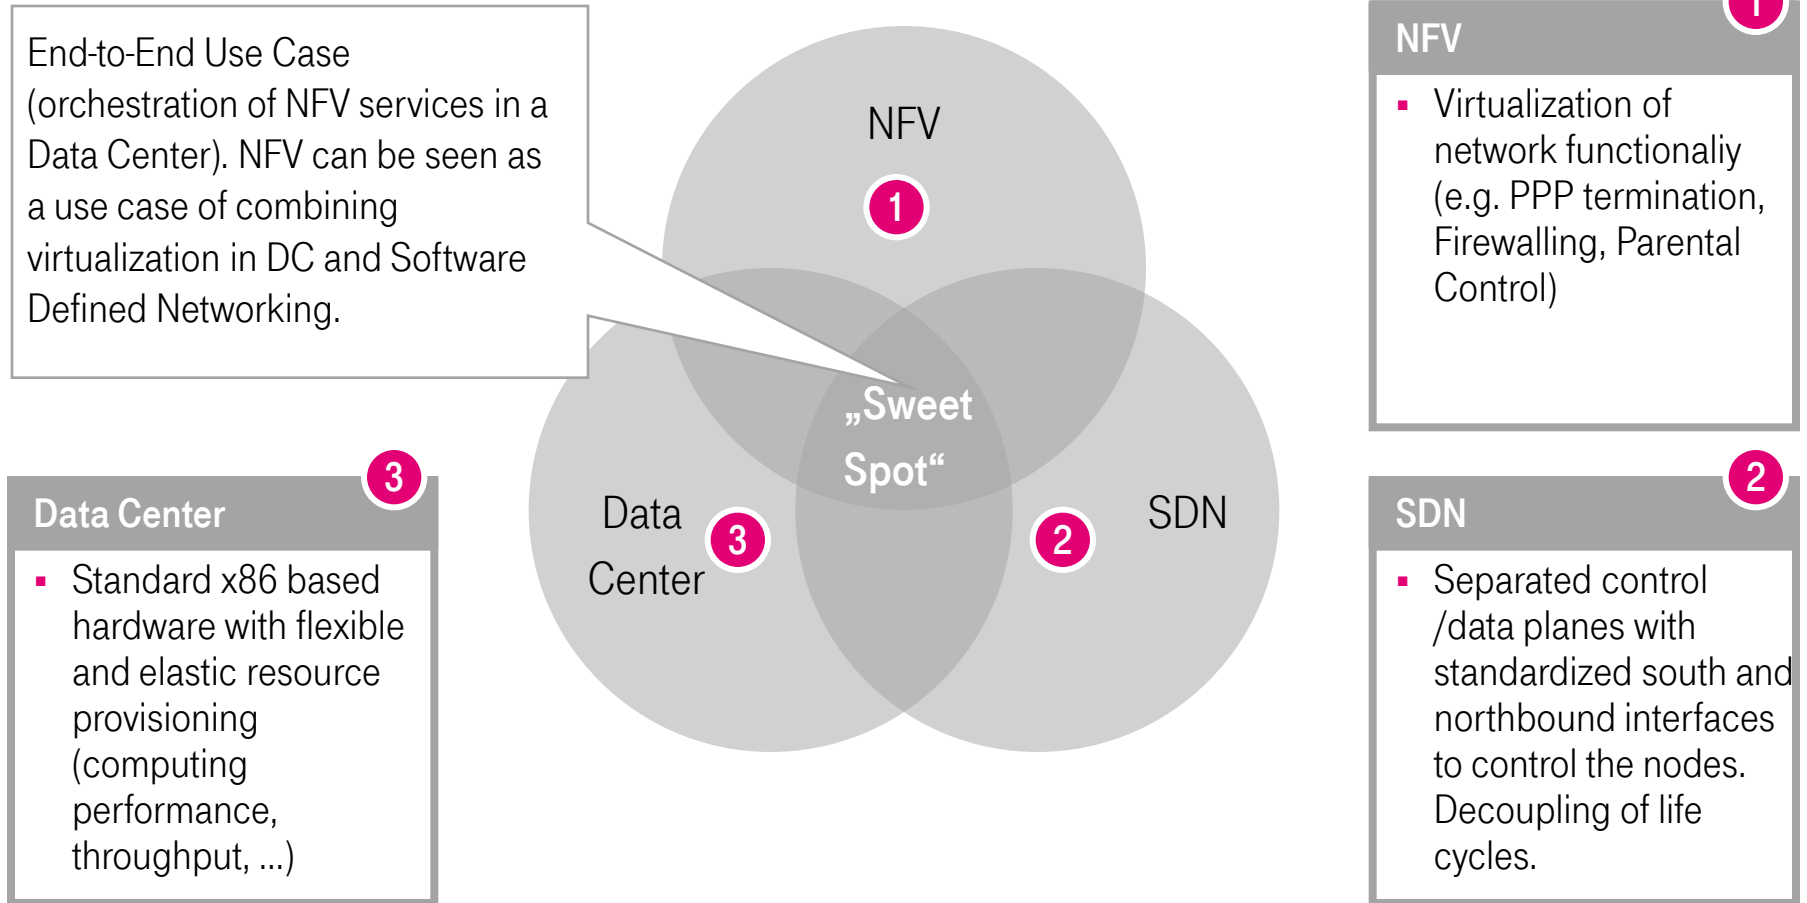 End-to-End Use Case
(orchestration of NFV services in a
Data Center). NFV can be seen as
a use case of combining
virtualization in DC and Software
Defined Networking.
NFV
1
„Sweet
Spot“
Data
Center
3
2
SDN
1
NFV
▪ Virtualization of
network functionaliy
(e.g. PPP termination,
Firewalling, Parental
Control)
3
Data Center
▪ Standard x86 based
hardware with flexible
and elastic resource
provisioning
(computing
performance,
throughput, ...)
2
SDN
▪ Separated control
/data planes with
standardized south and
northbound interfaces
to control the nodes.
Decoupling of life
cycles.